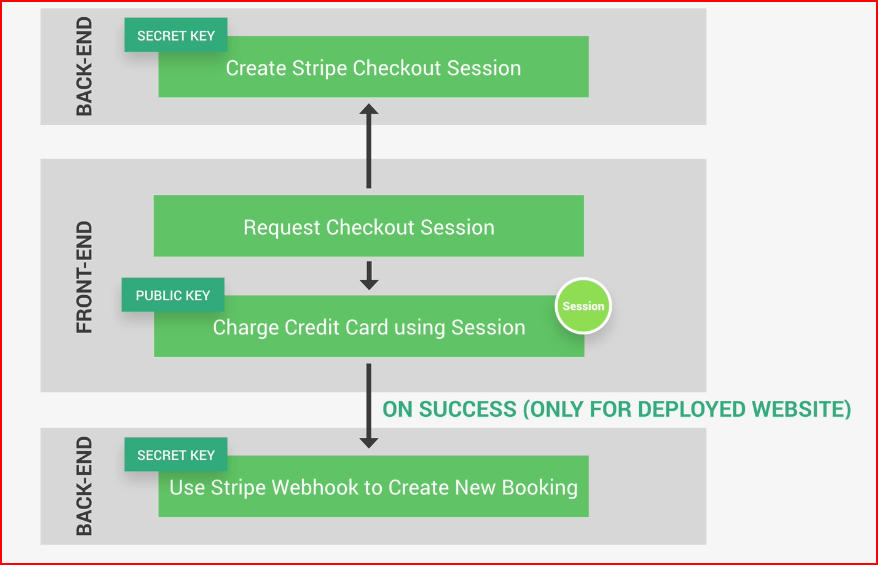 BACK-END
SECRET KEY
Create Stripe Checkout Session
FRONT-END
Request Checkout Session
PUBLIC KEY
Session
Charge Credit Card using Session
ON SUCCESS (ONLY FOR DEPLOYED WEBSITE)
BACK-END
SECRET KEY
Use Stripe Webhook to Create New Booking